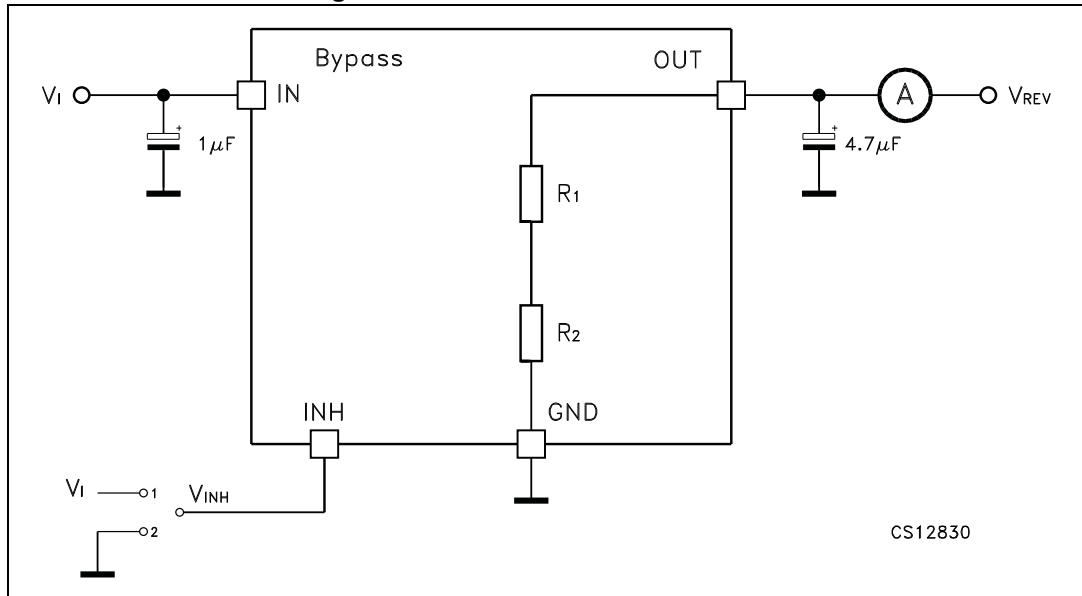 Bypass
OUT
VI
IN
A
VREV
1μF
4.7μF
R1
R2
INH
GND
VI
1
VINH
2
CS12830